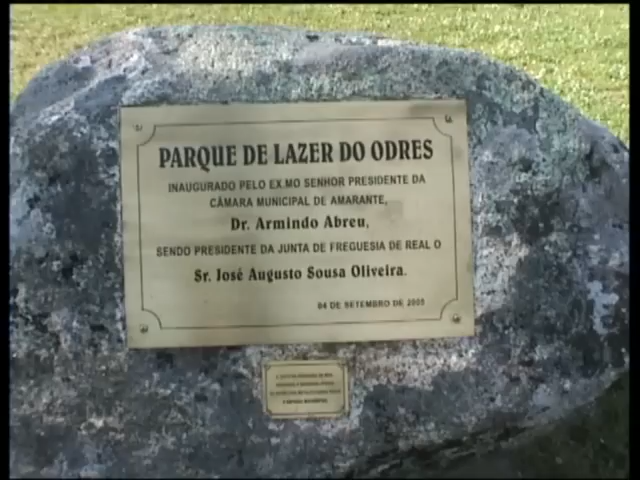 PARQUE DE LAZER DO ODRES
INAUGURADO PELO EX.MO SENHOR PRESIDENTE DA
CÂMARA MUNICIPAL DE AMARANTE,
Dr. Armindo Abreu,
SENDO PRESIDENTE DA JUNTA DE FREGUESIA DE REAL O
Sr. José Augusto Sousa Oliveira.
04 DE SETEMBRO DE 2005